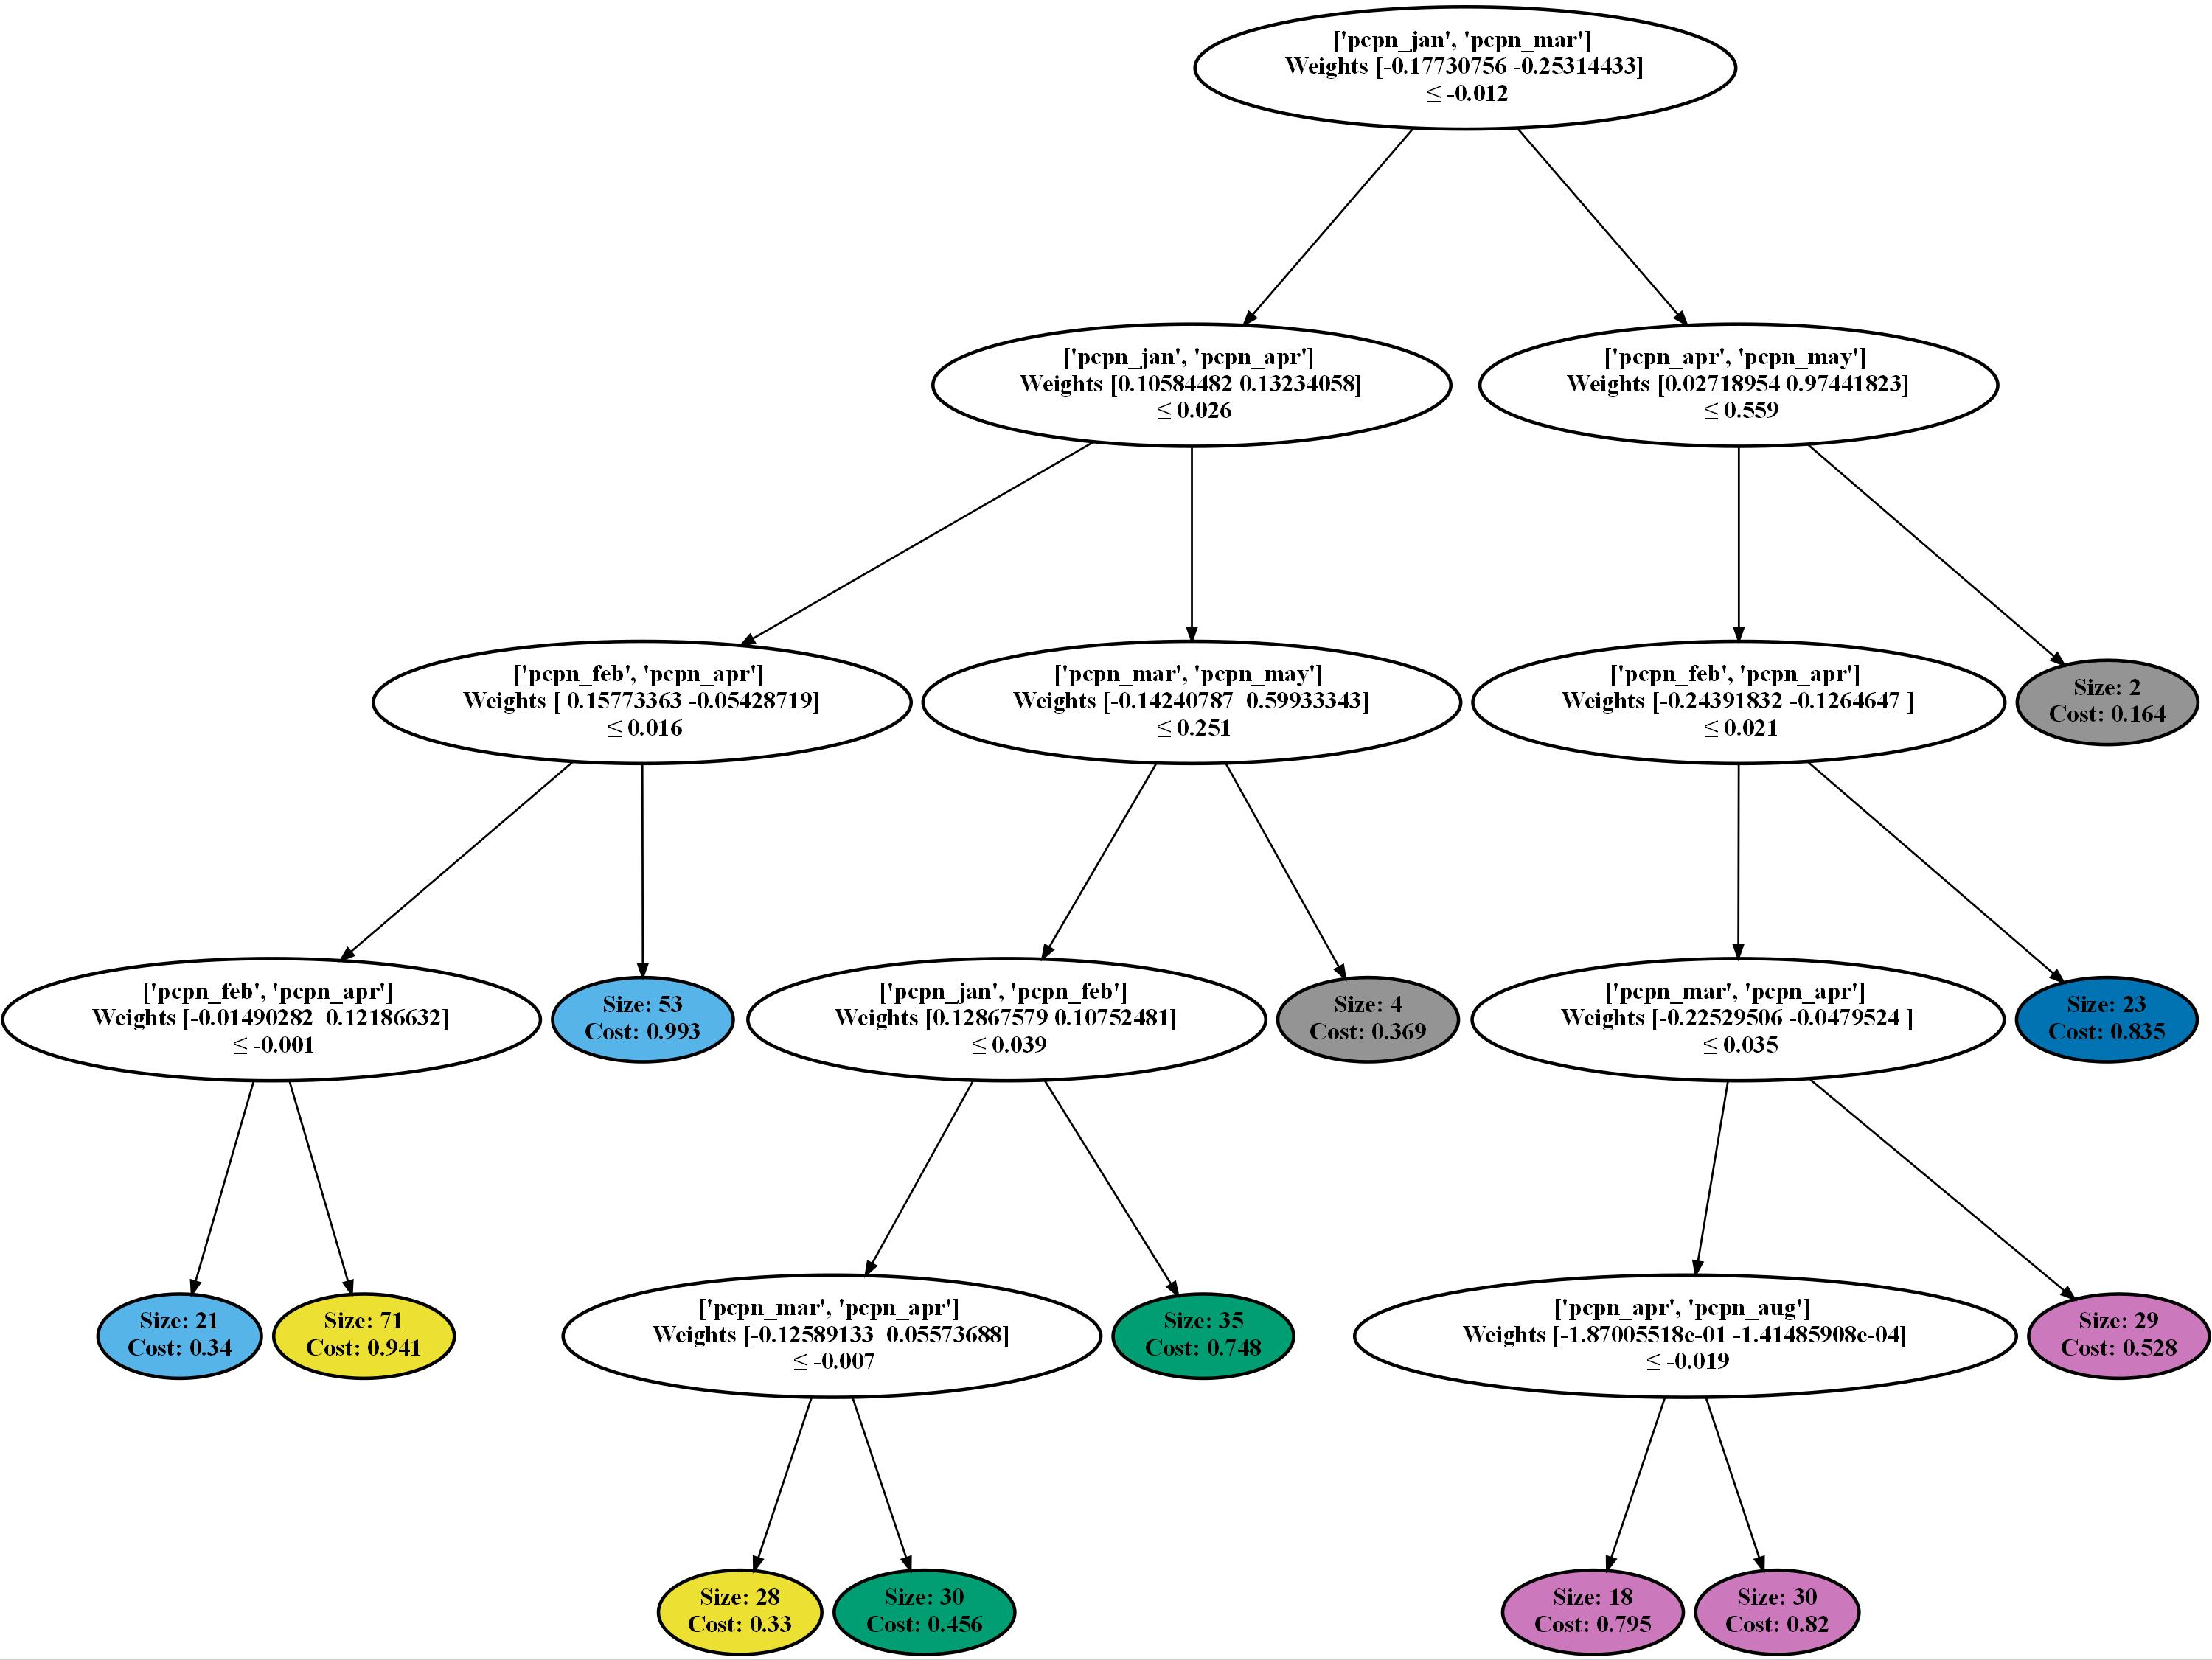 ['pcpn_jan', 'pcpn_mar']
Weights [-0.17730756 -0.25314433]
≤ -0.012
['pcpn_jan', 'pcpn_apr']
Weights [0.10584482 0.13234058]
≤ 0.026
['pcpn_apr', 'pcpn_may']
Weights [0.02718954 0.97441823]
≤ 0.559
['pcpn_feb', 'pcpn_apr']
Weights [ 0.15773363 -0.05428719]
≤ 0.016
['pcpn_mar', 'pcpn_may']
Weights [-0.14240787  0.59933343]
≤ 0.251
['pcpn_feb', 'pcpn_apr']
Weights [-0.24391832 -0.1264647 ]
≤ 0.021
Size: 2
Cost: 0.164
['pcpn_feb', 'pcpn_apr']
Weights [-0.01490282  0.12186632]
≤ -0.001
Size: 53
Cost: 0.993
['pcpn_jan', 'pcpn_feb']
Weights [0.12867579 0.10752481]
≤ 0.039
Size: 4
Cost: 0.369
['pcpn_mar', 'pcpn_apr']
Weights [-0.22529506 -0.0479524 ]
≤ 0.035
Size: 23
Cost: 0.835
Size: 21
Cost: 0.34
Size: 71
Cost: 0.941
['pcpn_mar', 'pcpn_apr']
Weights [-0.12589133  0.05573688]
≤ -0.007
Size: 35
Cost: 0.748
['pcpn_apr', 'pcpn_aug']
Weights [-1.87005518e-01 -1.41485908e-04]
≤ -0.019
Size: 29
Cost: 0.528
Size: 28
Cost: 0.33
Size: 30
Cost: 0.456
Size: 18
Cost: 0.795
Size: 30
Cost: 0.82